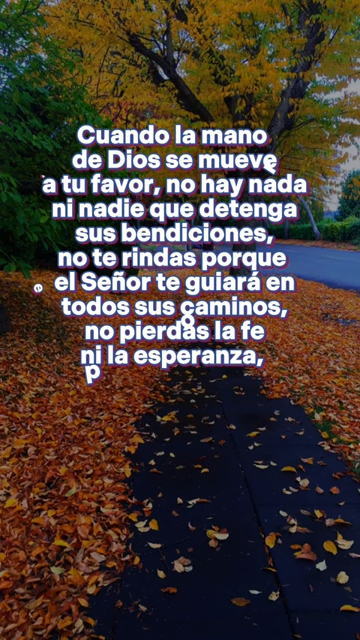 Cuando la mano
de Dios se mueve
a tu favor, no hay nada
ni nadie que detenga
sus bendiciones,
no te rindas porque
el Señor te guiará en
todos sus caminos,
no pierdas la fe
ni la esperanza,
p